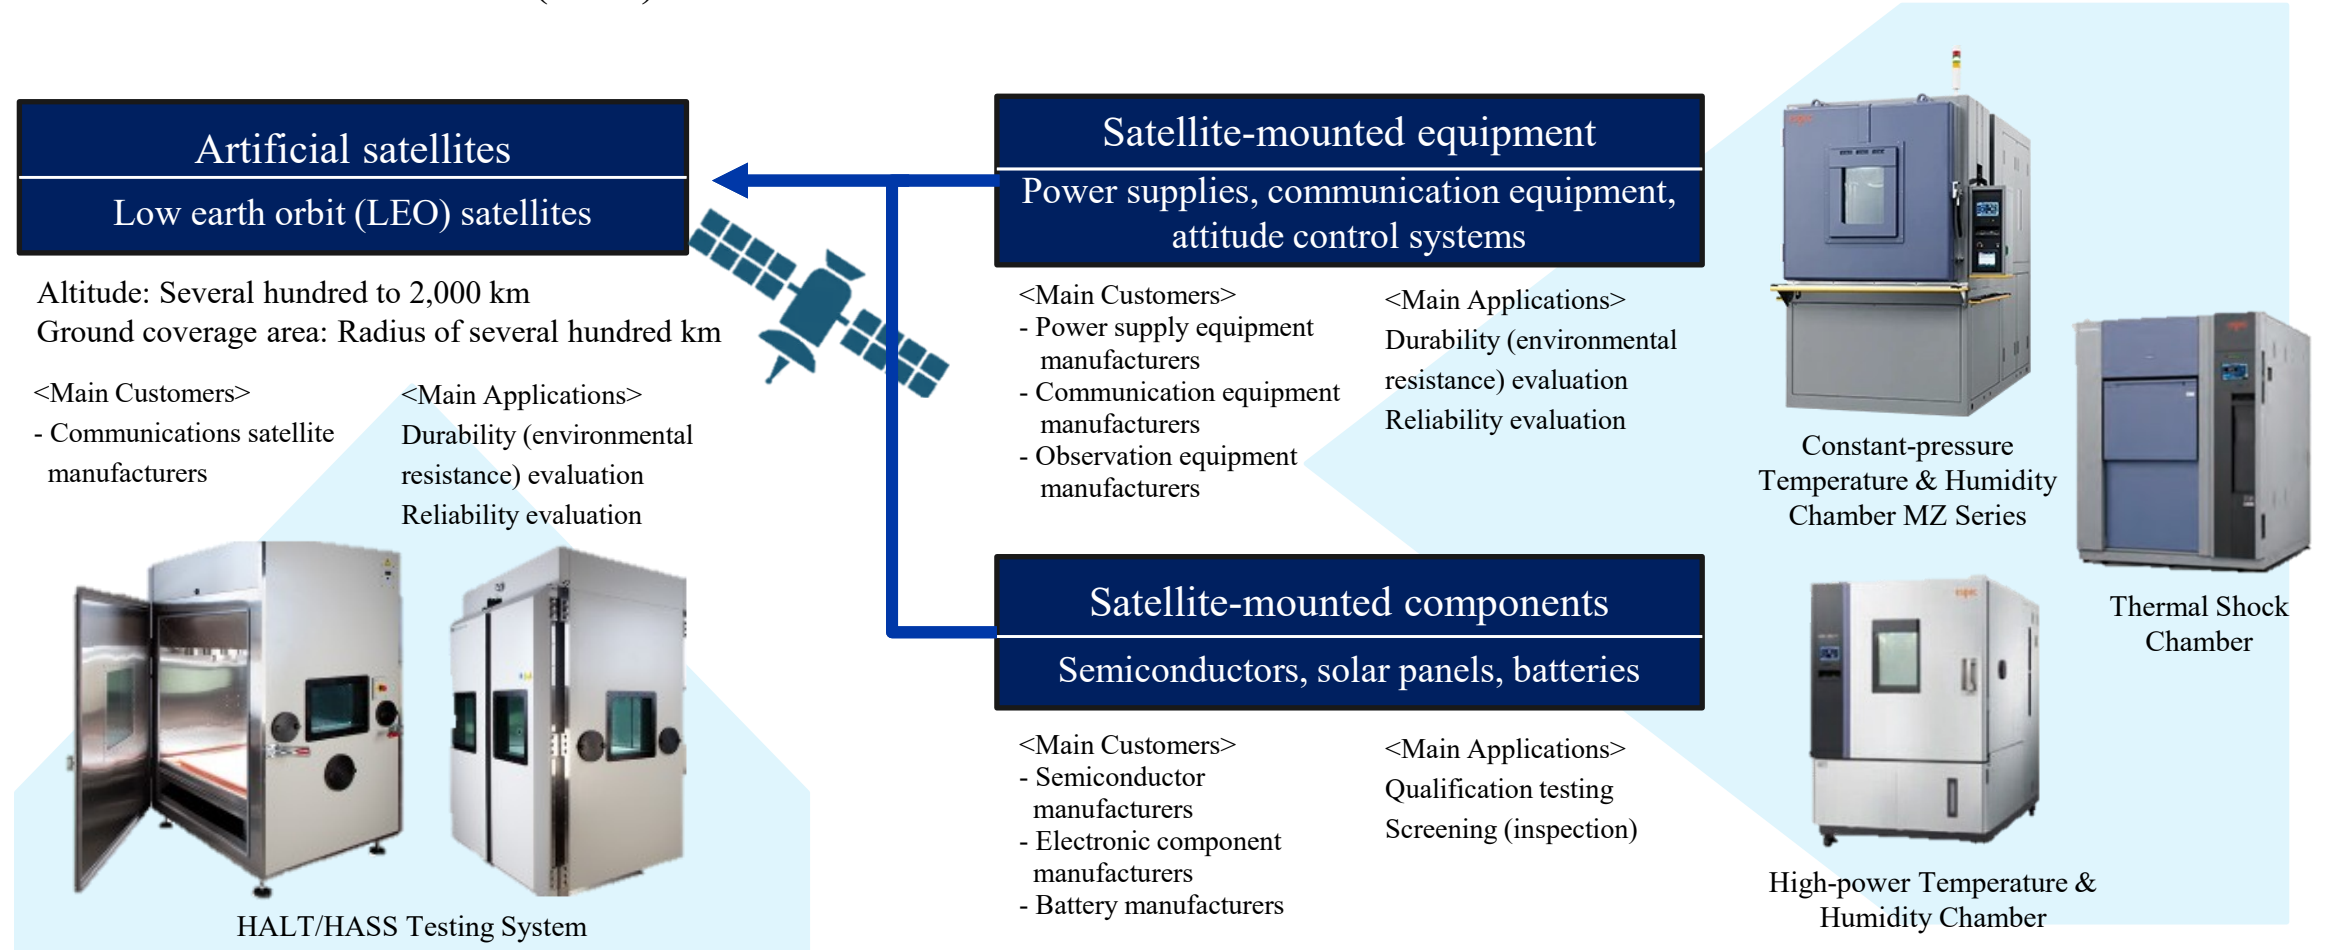 Artificial satellites
Low earth orbit (LEO) satellites
Altitude: Several hundred to 2,000 km
Ground coverage area: Radius of several hundred km
<Main Customers>
- Communications satellite
manufacturers
<Main Applications>
Durability (environmental
resistance) evaluation
Reliability evaluation
HALT/HASS Testing System
Satellite-mounted equipment
Power supplies, communication equipment,
attitude control systems
<Main Customers>
- Power supply equipment
manufacturers
- Communication equipment
manufacturers
- Observation equipment
manufacturers
<Main Applications>
Durability (environmental
resistance) evaluation
Reliability evaluation
Satellite-mounted components
Semiconductors, solar panels, batteries
<Main Customers>
- Semiconductor
manufacturers
- Electronic component
manufacturers
- Battery manufacturers
<Main Applications>
Qualification testing
Screening (inspection)
Constant-pressure
Temperature & Humidity
Chamber MZ Series
Thermal Shock
Chamber
High-power Temperature &
Humidity Chamber